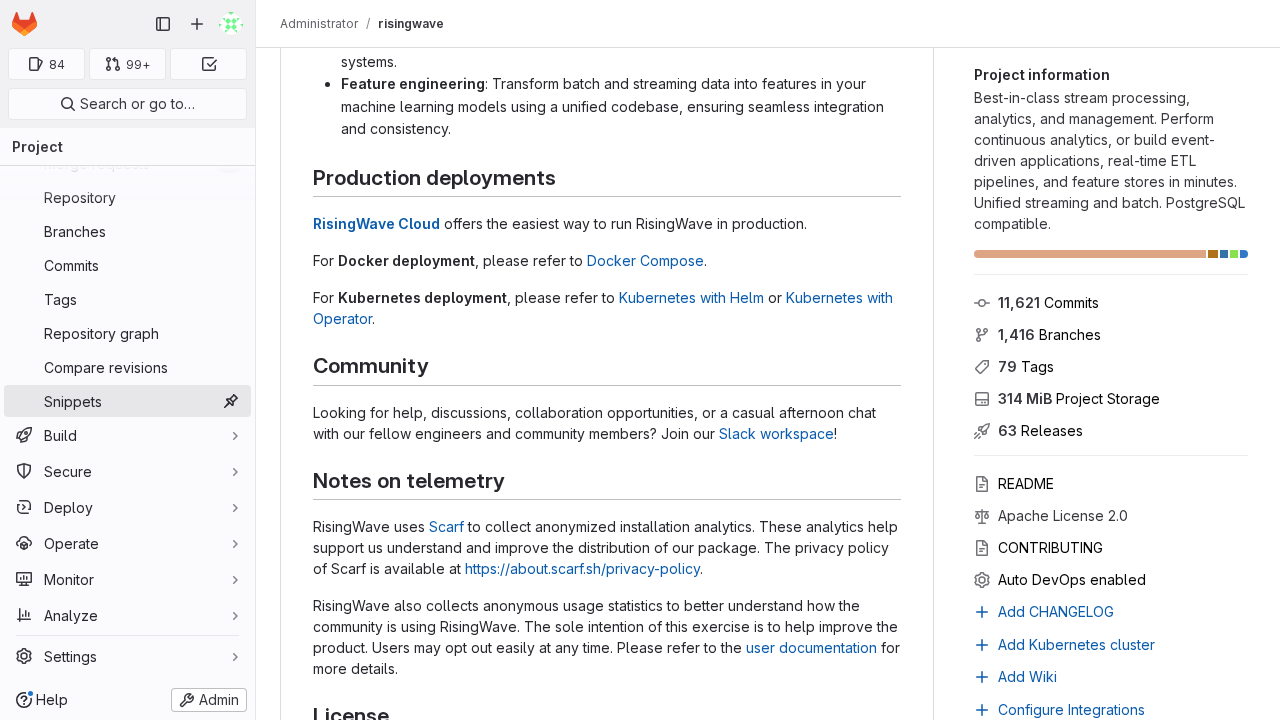 Administrator / risingwave
84
99+
Search or go to…
Project
Merge requests
Repository
Branches
Commits
Tags
Repository graph
Compare revisions
Snippets
Build
Secure
Deploy
Operate
Monitor
Analyze
Settings
Help
Admin
systems.
Feature engineering: Transform batch and streaming data into features in your
machine learning models using a unified codebase, ensuring seamless integration
and consistency.
Production deployments
RisingWave Cloud offers the easiest way to run RisingWave in production.
For Docker deployment, please refer to Docker Compose.
For Kubernetes deployment, please refer to Kubernetes with Helm or Kubernetes with
Operator.
Community
Looking for help, discussions, collaboration opportunities, or a casual afternoon chat
with our fellow engineers and community members? Join our Slack workspace!
Notes on telemetry
RisingWave uses Scarf to collect anonymized installation analytics. These analytics help
support us understand and improve the distribution of our package. The privacy policy
of Scarf is available at https://about.scarf.sh/privacy-policy.
RisingWave also collects anonymous usage statistics to better understand how the
community is using RisingWave. The sole intention of this exercise is to help improve the
product. Users may opt out easily at any time. Please refer to the user documentation for
more details.
License
Project information
Best-in-class stream processing,
analytics, and management. Perform
continuous analytics, or build event-
driven applications, real-time ETL
pipelines, and feature stores in minutes.
Unified streaming and batch. PostgreSQL
compatible.
11,621 Commits
1,416 Branches
79 Tags
314 MiB Project Storage
63 Releases
README
Apache License 2.0
CONTRIBUTING
Auto DevOps enabled
Add CHANGELOG
Add Kubernetes cluster
Add Wiki
Configure Integrations